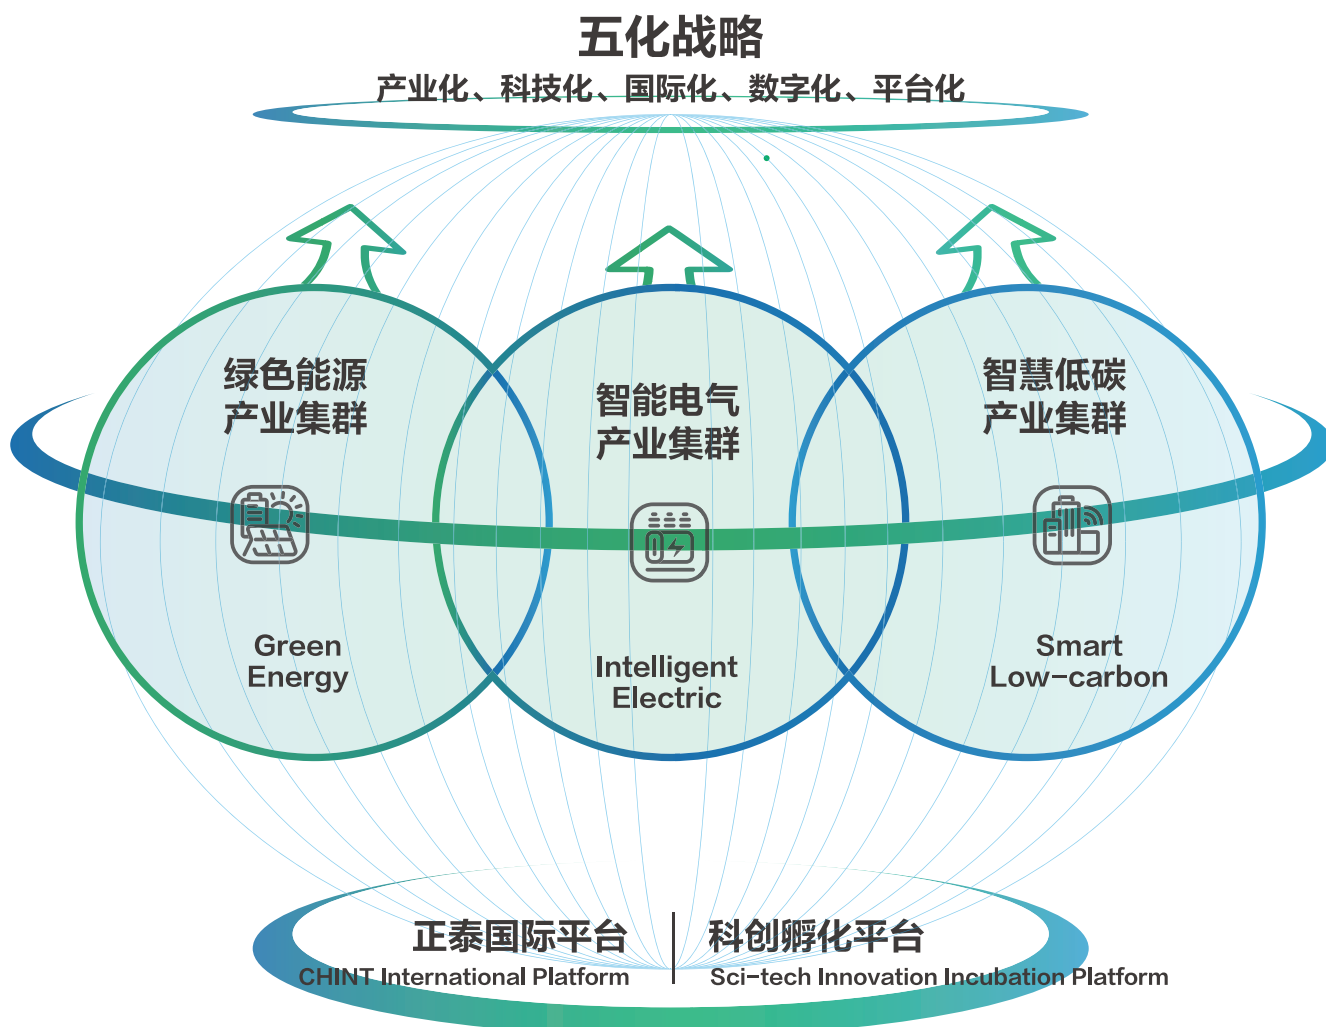 五化战略
产业化、科技化、国际化、数字化、平台化
绿色能源
产业集群
智能电气
产业集群
智慧低碳
产业集群
Green
Energy
Intelligent
Electric
Smart
Low-carbon
正泰国际平台
CHINT International Platform
科创孵化平台
Sci-tech Innovation Incubation Platform